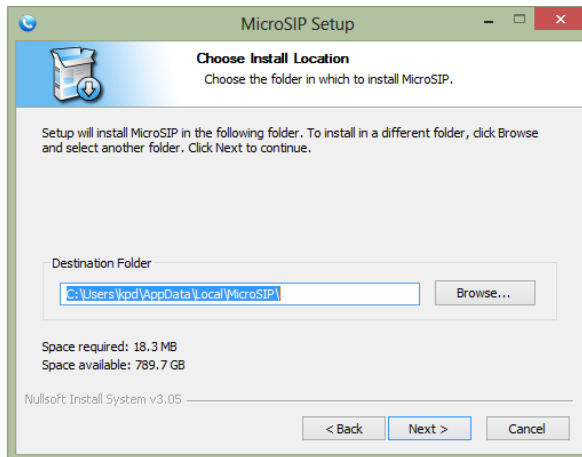 MicroSIP Setup
Choose Install Location
Choose the folder in which to install MicroSIP.
Setup will install MicroSIP in the following folder. To install in a different folder, click Browse
and select another folder. Click Next to continue.
Destination Folder
C:\Users\kpd\AppData\Local\MicroSIP\
Browse...
Space required: 18.3 MB
Space available: 789.7 GB
Nullsoft Install System v3.05
< Back
Next >
Cancel